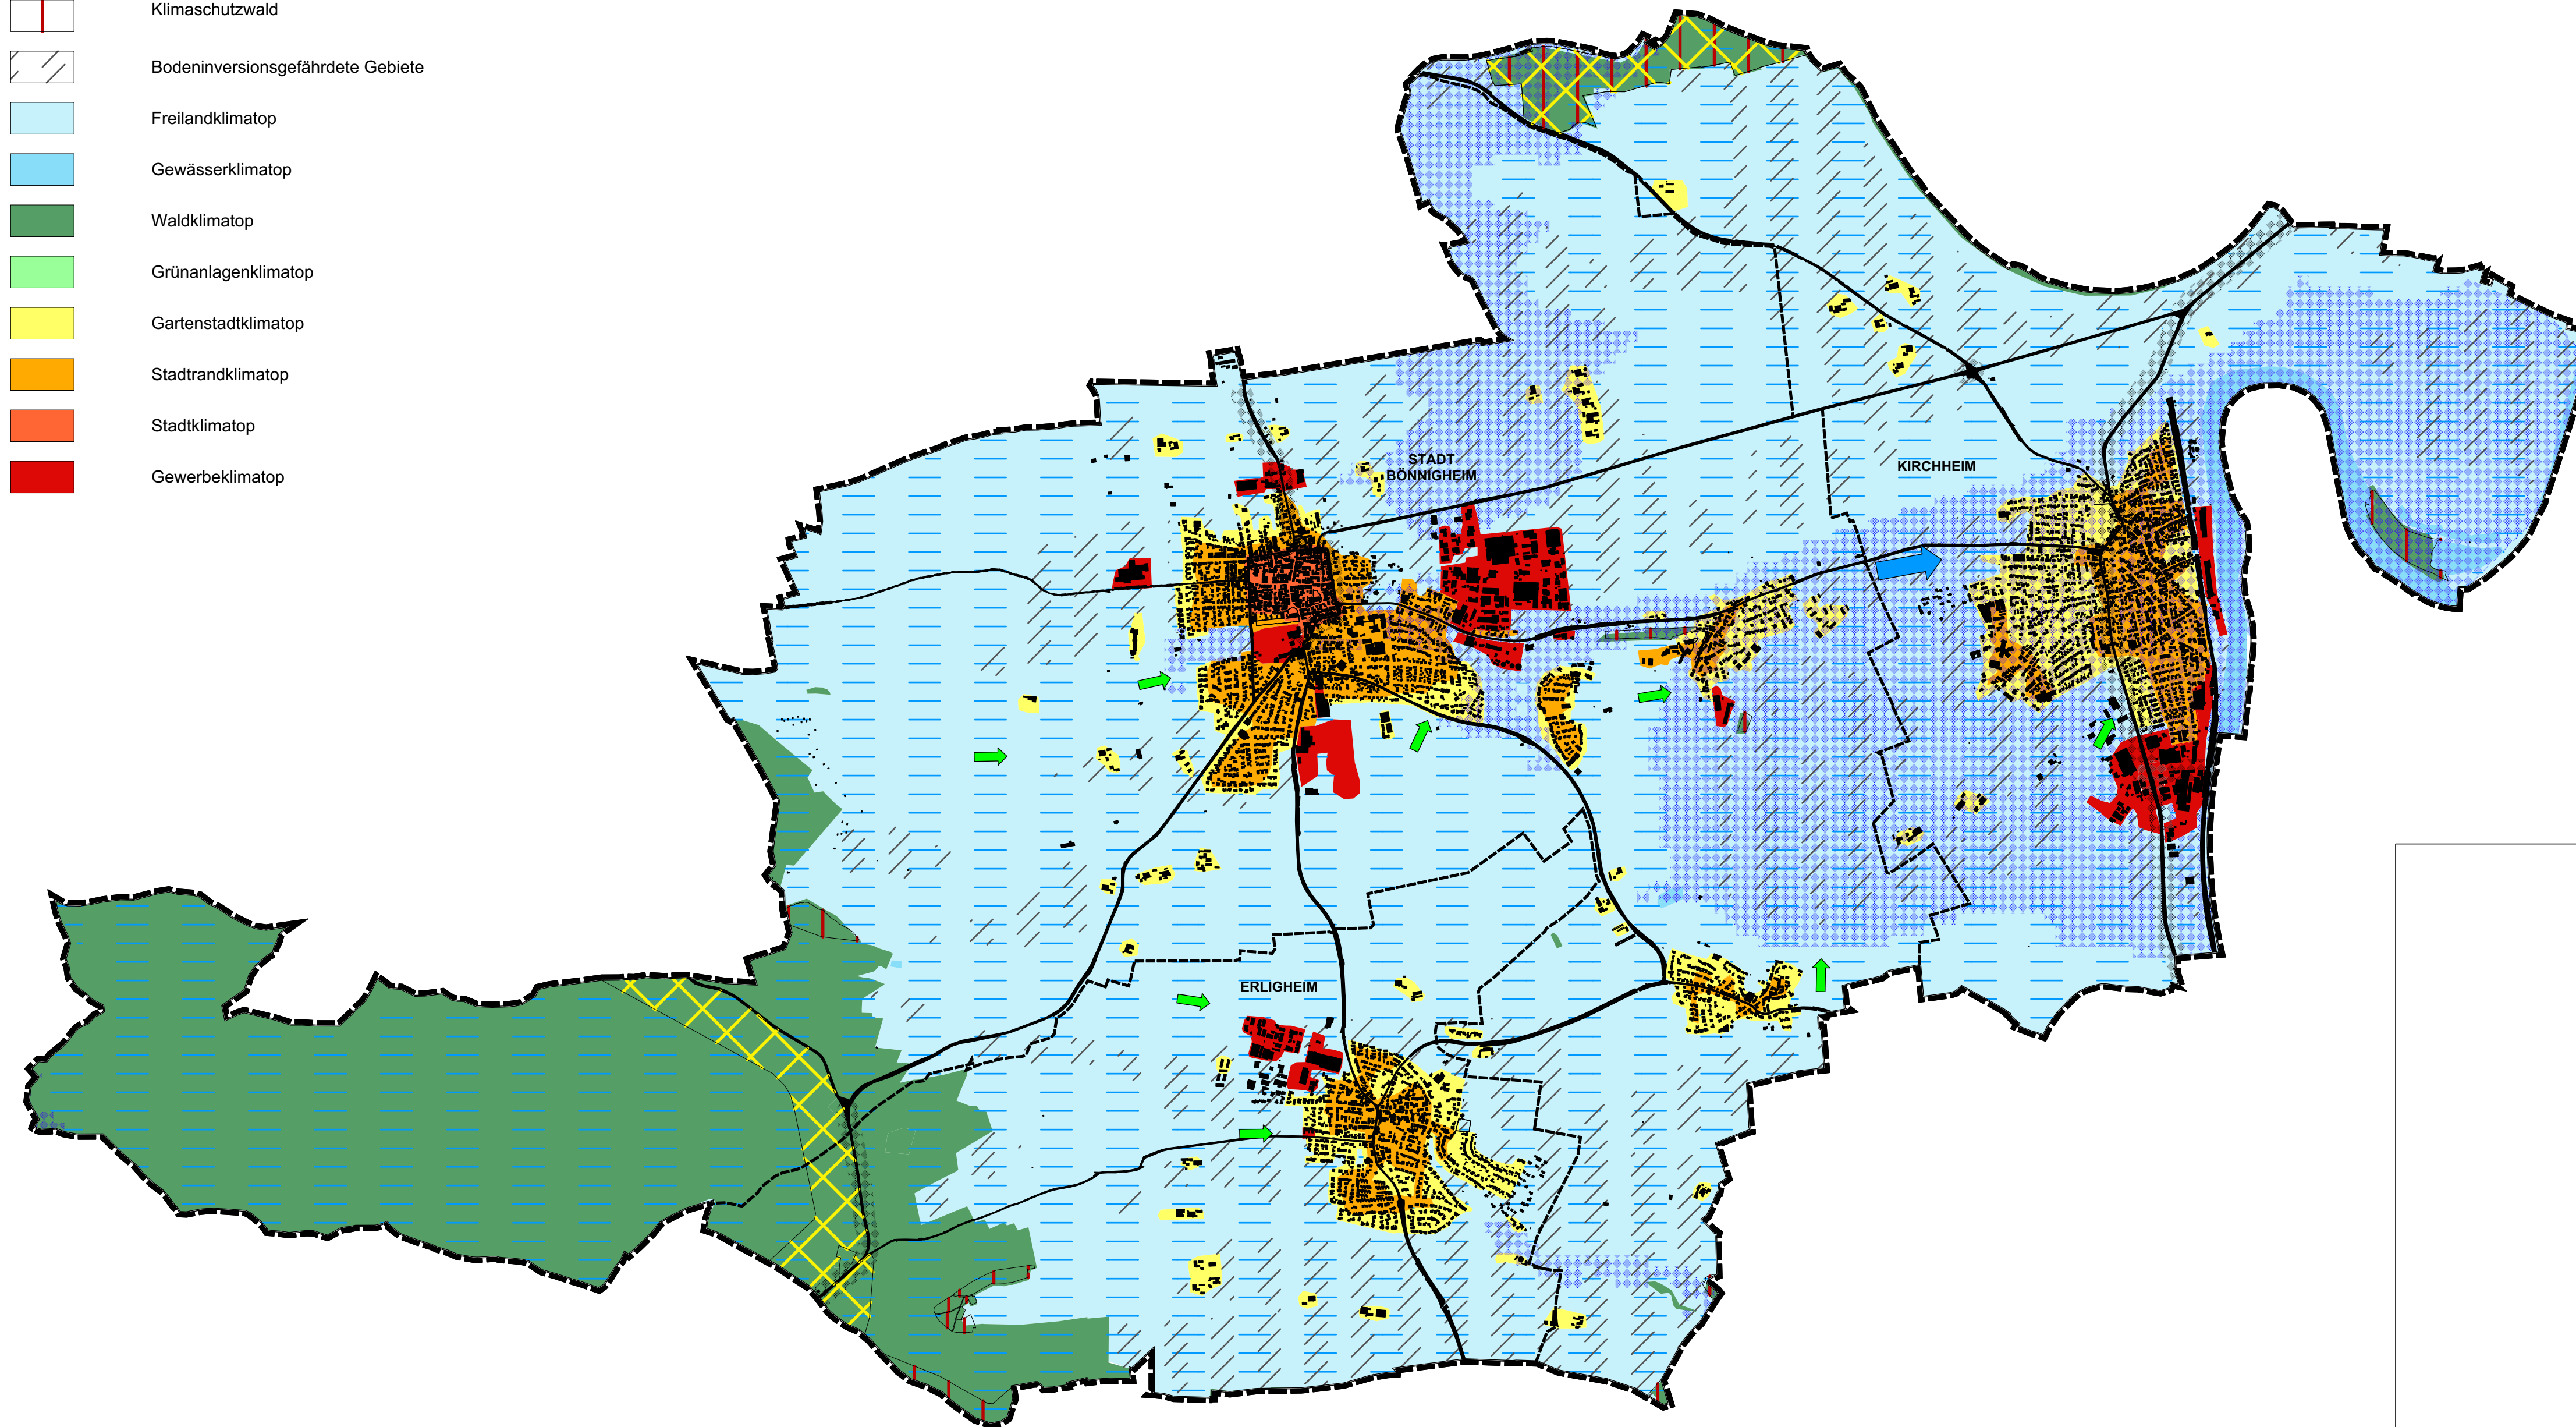 Klimaschutzwald
Bodeninversionsgefährdete Gebiete
Freilandklimatop
Gewässerklimatop
Waldklimatop
Grünanlagenklimatop
Gartenstadtklimatop
Stadtrandklimatop
Stadtklimatop
Gewerbeklimatop
STADT
BÖNNIGHEIM
KIRCHHEIM
ERLIGHEIM